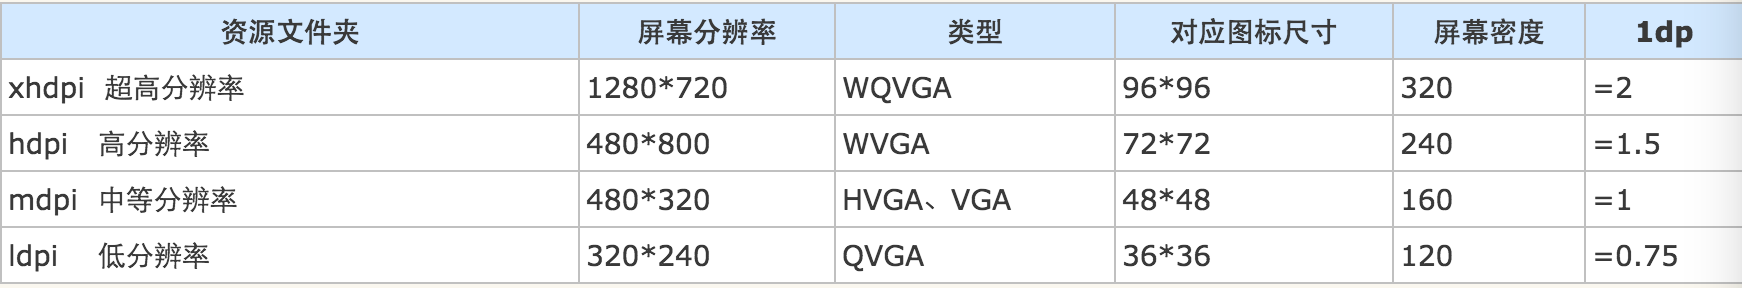 资源文件夹 屏幕分辨率 类型 对应图标尺寸 屏幕密度 1dp
xhdpi 超高分辨率 1280*720 WQVGA 96*96 320 =2
hdpi 高分辨率 480*800 WVGA 72*72 240 =1.5
mdpi 中等分辨率 480*320 HVGA、VGA 48*48 160 =1
ldpi 低分辨率 320*240 QVGA 36*36 120 =0.75